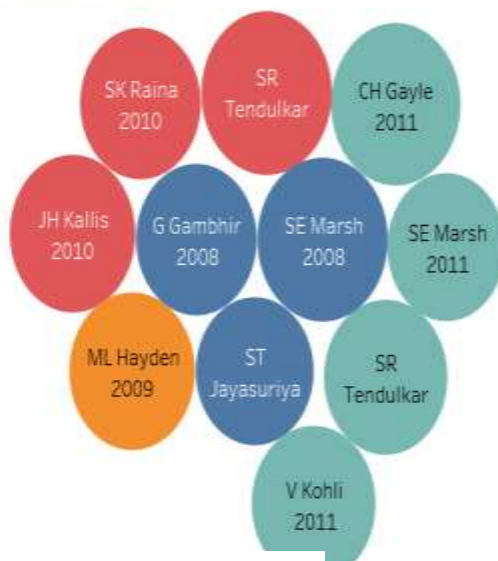 SK Raina
2010
SR
Tendulkar
CH Gayle
2011
JH Kallis
2010
G Gambhir
2008
SE Marsh
2008
SE Marsh
2011
ML Hayden
2009
ST
Jayasuriya
SR
Tendulkar
V Kohli
2011